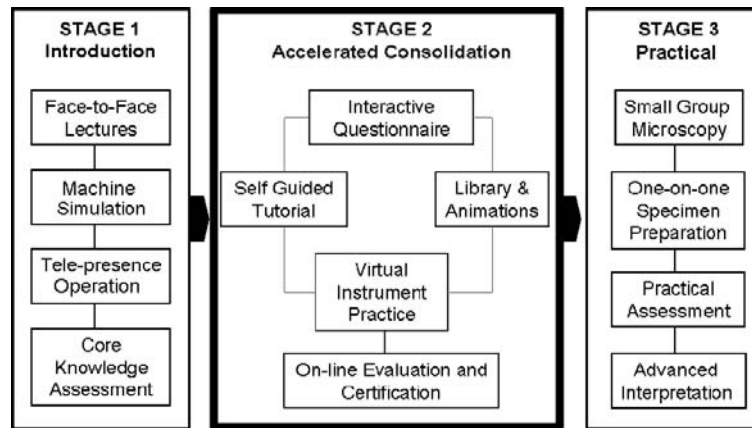 STAGE 1
Introduction
Face-to-Face
Lectures
Machine
Simulation
Tele-presence
Operation
Core
Knowledge
Assessment
STAGE 2
Accelerated Consolidation
Interactive
Questionnaire
Self Guided
Tutorial
Library &
Animations
Virtual
Instrument
Practice
On-line Evaluation and
Certification
STAGE 3
Practical
Small Group
Microscopy
One-on-one
Specimen
Preparation
Practical
Assessment
Advanced
Interpretation